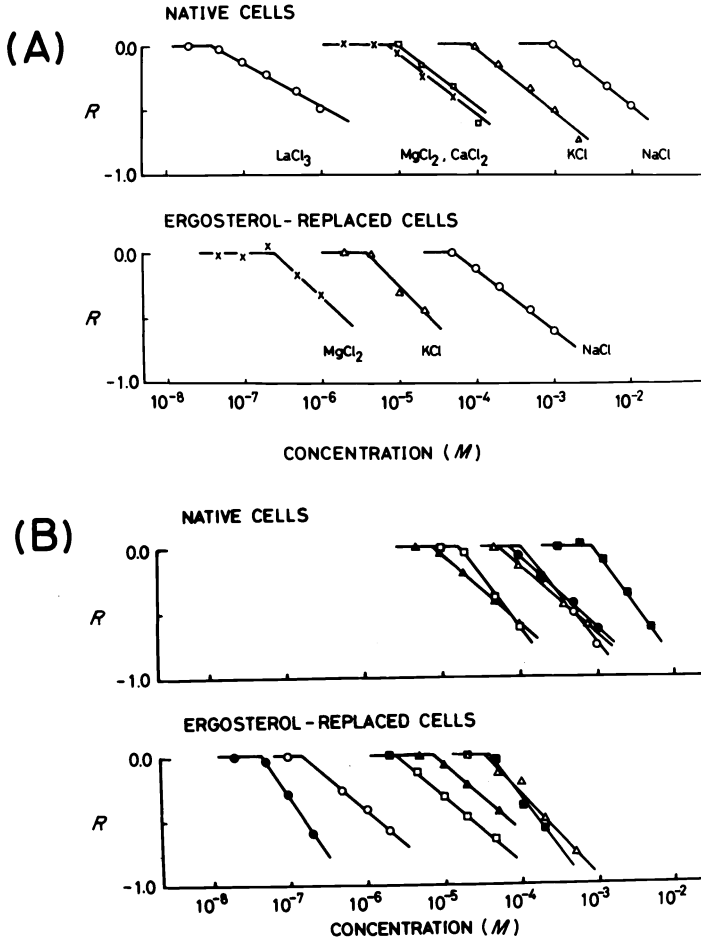 (A)
NATIVE CELLS
0.0
R
-1.0
LaCl3
MgCl2, CaCl2
KCl
NaCl
ERGOSTEROL-REPLACED CELLS
0.0
R
-1.0
MgCl2
KCl
NaCl
10-8 10-7 10-6 10-5 10-4 10-3 10-2
CONCENTRATION (M)
(B)
NATIVE CELLS
0.0
R
-1.0
ERGOSTEROL-REPLACED CELLS
0.0
R
-1.0
10-8 10-7 10-6 10-5 10-4 10-3 10-2
CONCENTRATION (M)